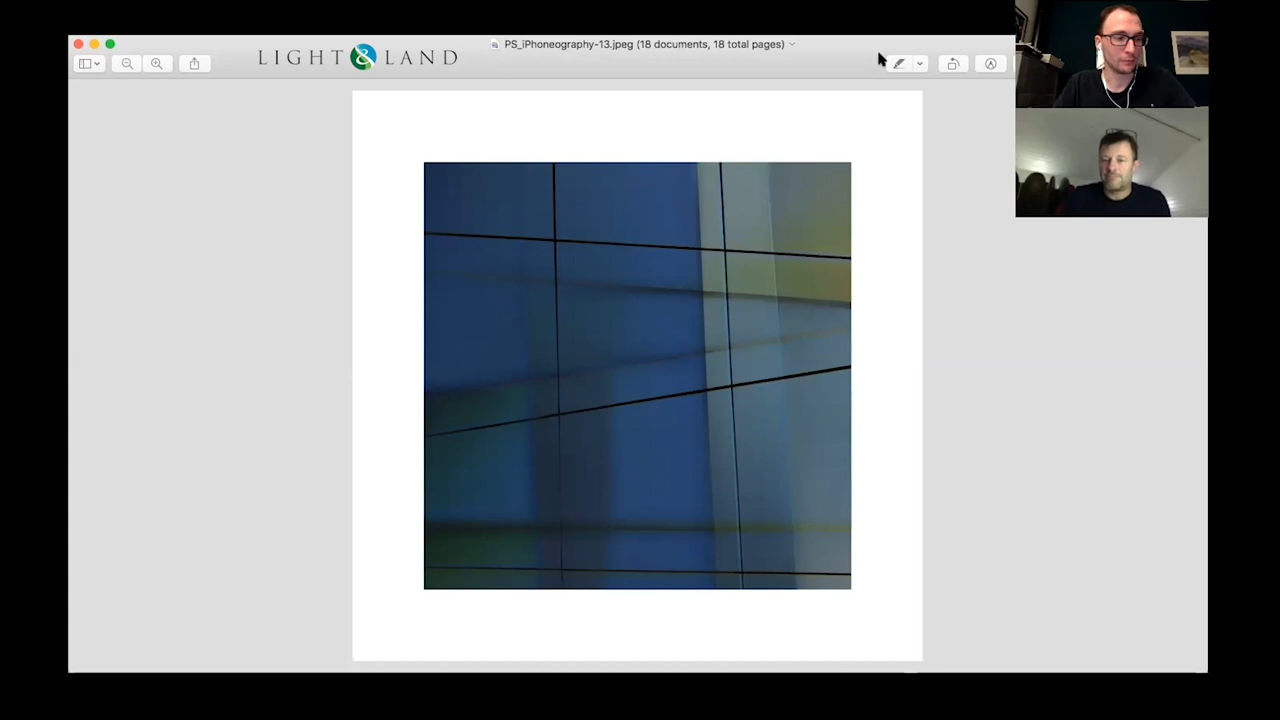 PS_iPhoneography-13.jpeg (18 documents, 18 total pages)
LIGHT & LAND